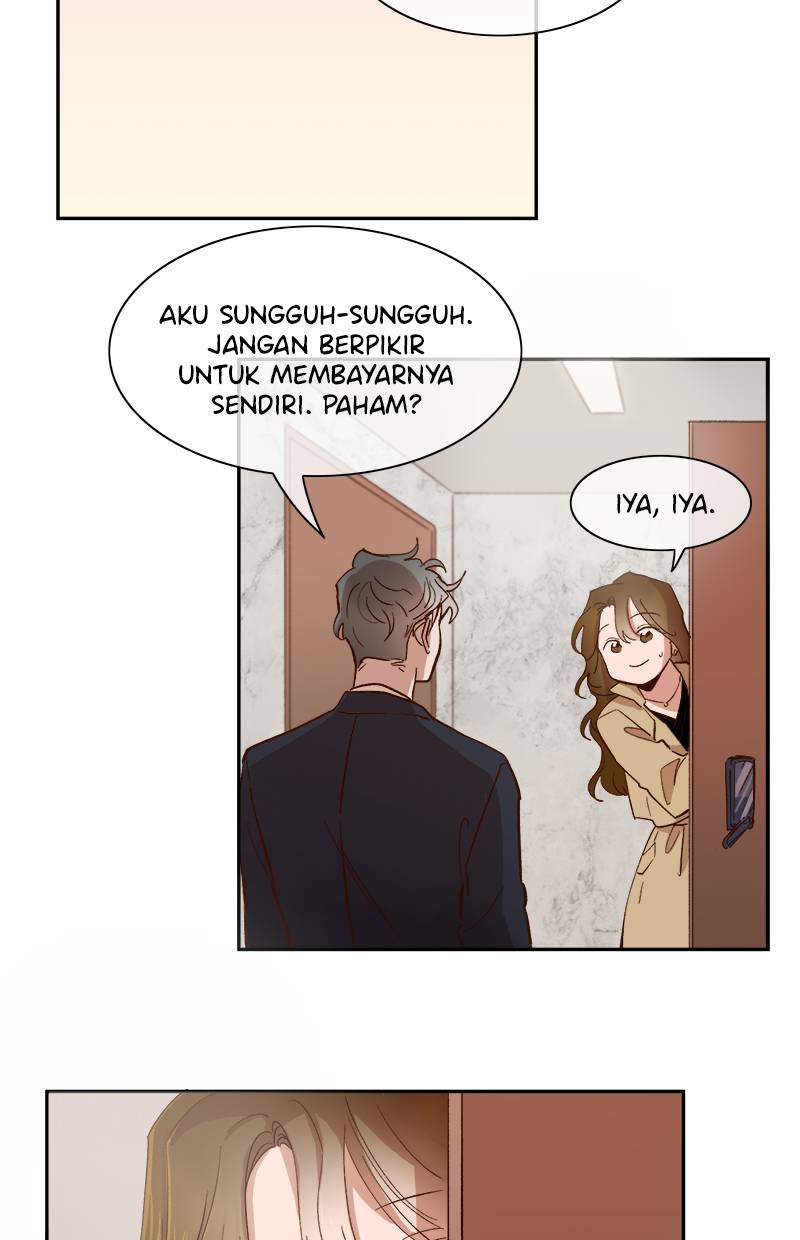 AKU SUNGGUH-SUNGGUH.
JANGAN BERPIKIR
UNTUK MEMBAYARNYA
SENDIRI. PAHAM?
IYA, IYA.